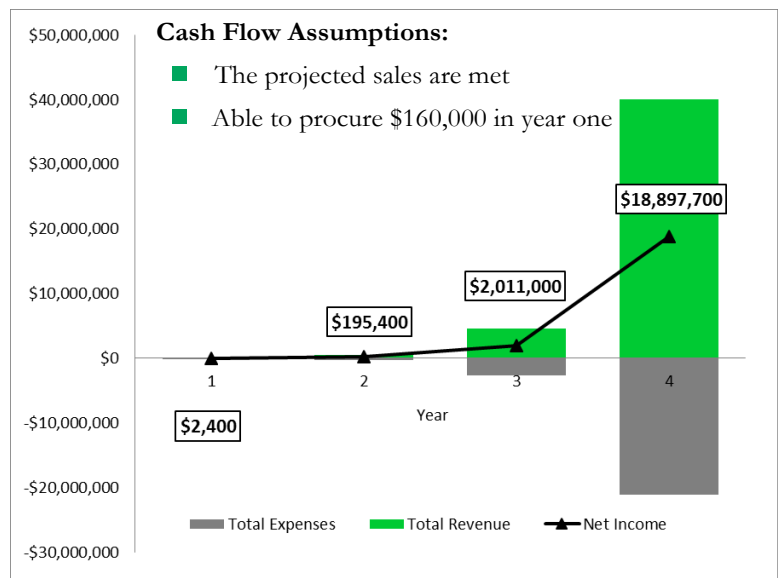 Cash Flow Assumptions:
The projected sales are met
Able to procure $160,000 in year one
$50,000,000
$40,000,000
$30,000,000
$20,000,000
$10,000,000
$0
-$10,000,000
-$20,000,000
-$30,000,000
$2,400
$195,400
$2,011,000
$18,897,700
1 2 3 4
Year
Total Expenses Total Revenue Net Income